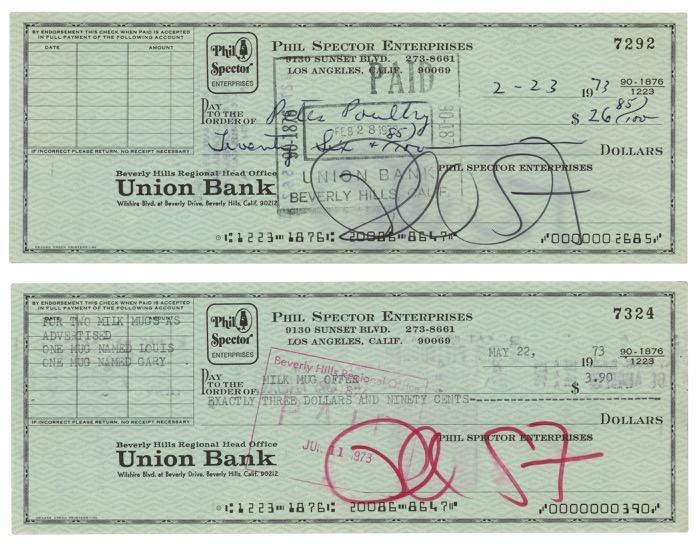 BY ENDORSEMENT THIS CHECK WHEN PAID IS ACCEPTED
IN FULL PAYMENT OF THE FOLLOWING ACCOUNT
DATE AMOUNT
IF INCORRECT PLEASE RETURN. NO RECEIPT NECESSARY
Phil Spector
ENTERPRISES
PHIL SPECTOR ENTERPRISES
9130 SUNSET BLVD. 273-8661
LOS ANGELES, CALIF. 90069
7292
PAID
2-23 1973
90-1876
1223
PAY TO THE ORDER OF Petes Poultry $ 26 85/100
FEB 28
Twenty Six + 85/100 DOLLARS
UNION BANK
BEVERLY HILLS CALIF.
Beverly Hills Regional Head Office
Union Bank
Wilshire Blvd. at Beverly Drive, Beverly Hills, Calif. 90212
PHIL SPECTOR ENTERPRISES
1223 1876 20086 8647 0000002685
BY ENDORSEMENT THIS CHECK WHEN PAID IS ACCEPTED
IN FULL PAYMENT OF THE FOLLOWING ACCOUNT
DATE AMOUNT
FOR TWO MILK MUGS AS
ADVERTISED
ONE MUG NAMED LOUIS
ONE MUG NAMED GARY
IF INCORRECT PLEASE RETURN. NO RECEIPT NECESSARY
Phil Spector
ENTERPRISES
PHIL SPECTOR ENTERPRISES
9130 SUNSET BLVD. 273-8661
LOS ANGELES, CALIF. 90069
7324
MAY 22, 1973
90-1876
1223
Beverly Hills Regional Office
PAY TO THE ORDER OF MILK MUG OFFER $ 3.90
EXACTLY THREE DOLLARS AND NINETY CENTS
PAID
DOLLARS
JUN 11 1973
Beverly Hills Regional Head Office
Union Bank
Wilshire Blvd. at Beverly Drive, Beverly Hills, Calif. 90212
PHIL SPECTOR ENTERPRISES
1223 1876 20086 8647 0000000390